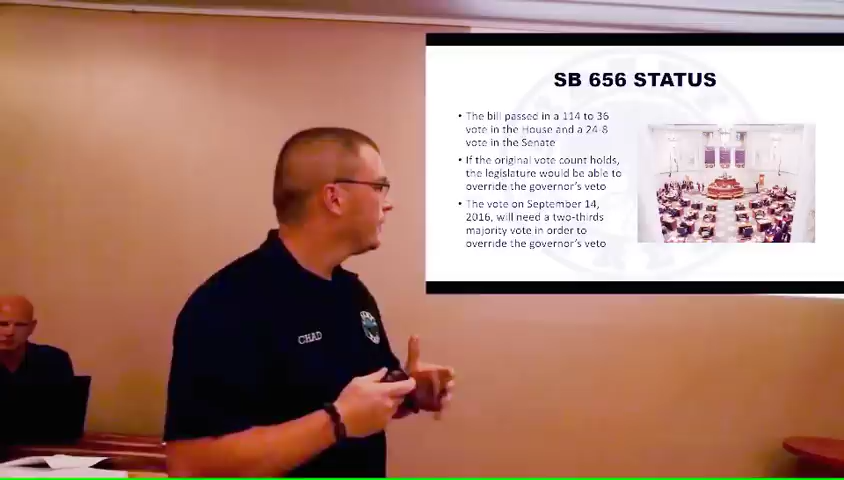 SB 656 STATUS
• The bill passed in a 114 to 36
vote in the House and a 24-8
vote in the Senate
• If the original vote count holds,
the legislature would be able to
override the governor's veto
• The vote on September 14,
2016, will need a two-thirds
majority vote in order to
override the governor's veto
CHAD